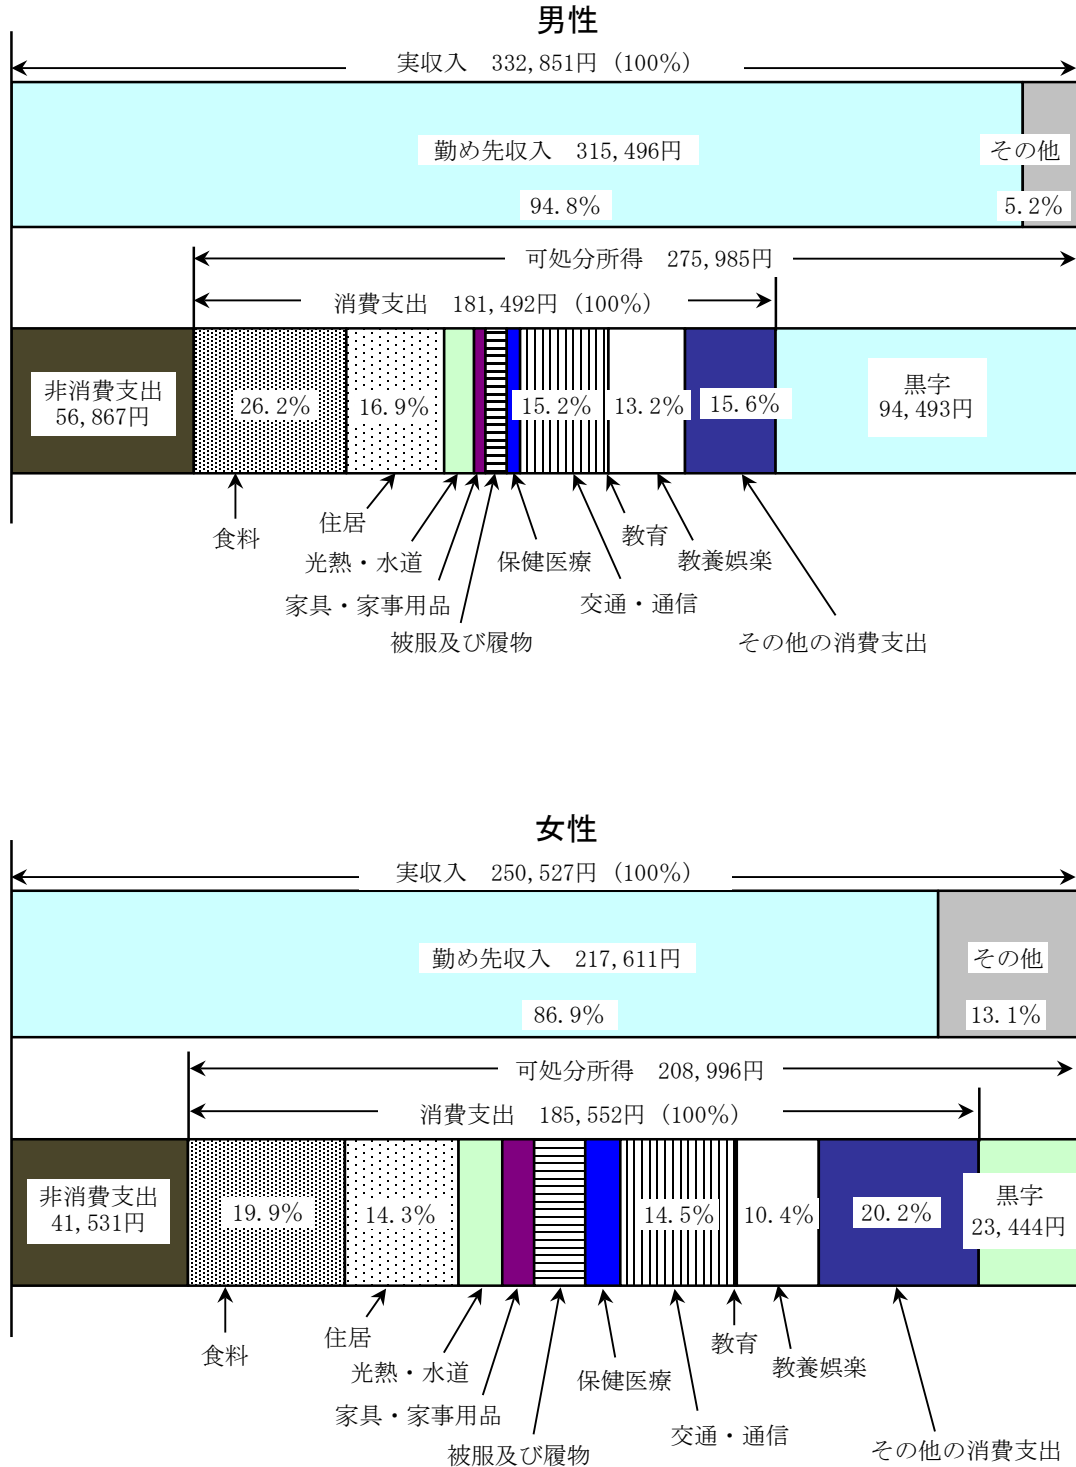 男性
実収入　332,851円 (100%)
勤め先収入　315,496円
その他
94.8%
5.2%
可処分所得　275,985円
消費支出　181,492円 (100%)
非消費支出
56,867円
26.2%
16.9%
15.2%
13.2%
15.6%
黒字
94,493円
食料
住居
光熱・水道
家具・家事用品
被服及び履物
保健医療
教育
教養娯楽
交通・通信
その他の消費支出
女性
実収入　250,527円 (100%)
勤め先収入　217,611円
その他
86.9%
13.1%
可処分所得　208,996円
消費支出　185,552円 (100%)
非消費支出
41,531円
19.9%
14.3%
14.5%
10.4%
20.2%
黒字
23,444円
食料
住居
光熱・水道
家具・家事用品
被服及び履物
保健医療
教育
教養娯楽
交通・通信
その他の消費支出